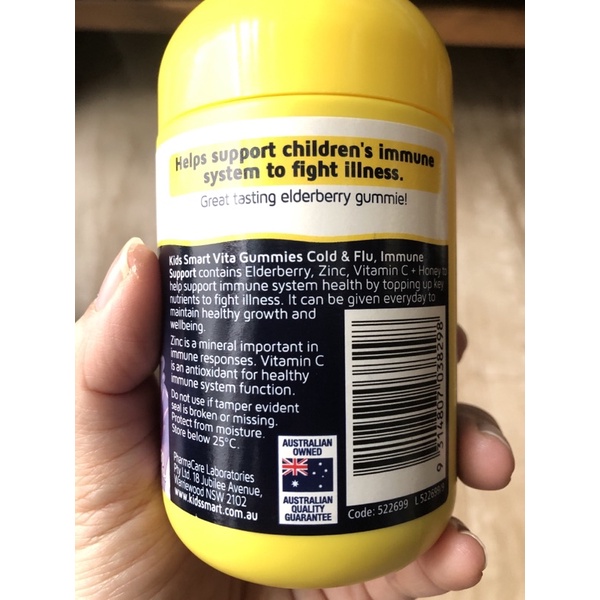 Helps support children's immune
system to fight illness.
Great tasting elderberry gummie!
Kids Smart Vita Gummies Cold & Flu, Immune
Support contains Elderberry, Zinc, Vitamin C + Honey to
help support immune system health by topping up key
nutrients to fight illness. It can be given everyday to
maintain healthy growth and
wellbeing.
Zinc is a mineral important in
immune responses. Vitamin C
is an antioxidant for healthy
immune system function.
Do not use if tamper evident
seal is broken or missing.
Protect from moisture.
Store below 25°C.
PharmaCare Laboratories
Pty Ltd. 18 Jubilee Avenue,
Warriewood NSW 2102
www.kidssmart.com.au
AUSTRALIAN
OWNED
AUSTRALIAN
QUALITY
GUARANTEE
9 314807 038298
Code: 522699